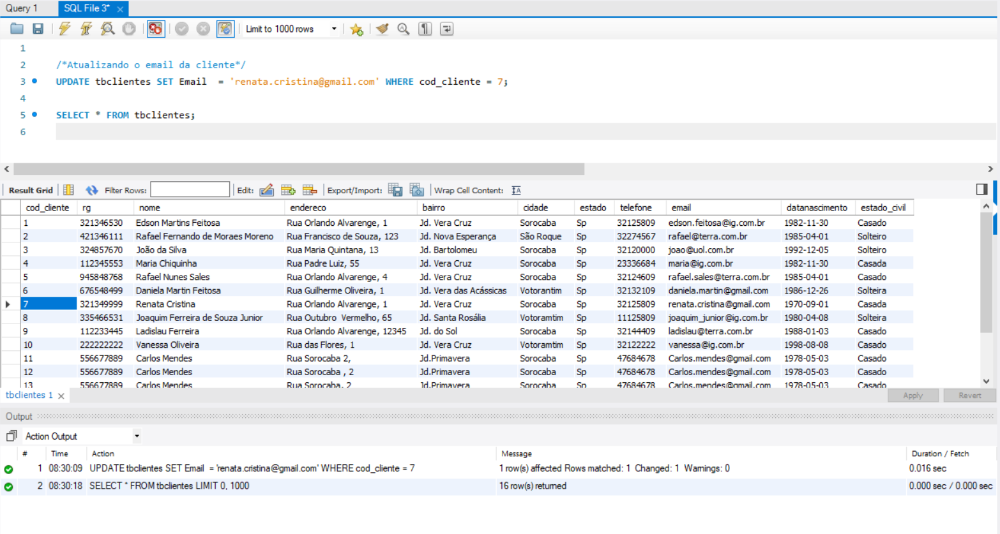 Query 1 SQL File 3*
Limit to 1000 rows
1
2 /*Atualizando o email da cliente*/
3 UPDATE tbclientes SET Email  = 'renata.cristina@gmail.com' WHERE cod_cliente = 7;
4
5 SELECT * FROM tbclientes;
6
Result Grid Filter Rows: Edit: Export/Import: Wrap Cell Content:
cod_cliente rg nome endereco bairro cidade estado telefone email datanascimento estado_civil
1 321346530 Edson Martins Feitosa Rua Orlando Alvarenge, 1 Jd. Vera Cruz Sorocaba Sp 32125809 edson.feitosa@ig.com.br 1982-11-30 Casado
2 421346111 Rafael Fernando de Moraes Moreno Rua Francisco de Souza, 123 Jd. Nova Esperança São Roque Sp 32274567 rafael@terra.com.br 1985-04-01 Solteiro
3 324857670 João da Silva Rua Maria Quintana, 13 Jd. Bartolomeu Sorocaba Sp 32120000 joao@uol.com.br 1992-12-05 Solteiro
4 112345553 Maria Chiquinha Rua Padre Luiz, 55 Jd. Vera Cruz Sorocaba Sp 23336684 maria@ig.com.br 1982-11-30 Casada
5 945848768 Rafael Nunes Sales Rua Orlando Alvarenge, 4 Jd. Vera Cruz Sorocaba Sp 32124609 rafael.sales@terra.com.br 1985-04-01 Casado
6 676548499 Daniela Martin Feitosa Rua Guilherme Oliveira, 1 Jd. Vera das Acássicas Votorantim Sp 32132109 daniela.martin@gmail.com 1986-12-26 Solteira
7 321349999 Renata Cristina Rua Orlando Alvarenge, 1 Jd. Vera Cruz Sorocaba Sp 32125809 renata.cristina@gmail.com 1970-09-01 Casada
8 335466531 Joaquim Ferreira de Souza Junior Rua Outubro  Vermelho, 65 Jd. Santa Rosália Votoramtim Sp 11125809 joaquim_junior@ig.com.br 1980-04-08 Solteira
9 112233445 Ladislau Ferreira Rua Orlando Alvarenge, 12345 Jd. do Sol Sorocaba Sp 32144409 ladislau@terra.com.br 1988-01-03 Casado
10 222222222 Vanessa Oliveira Rua das Flores, 1 Jd. Vera Cruz Votoramtim Sp 32122222 vanessa@ig.com.br 1998-08-08 Casado
11 556677889 Carlos Mendes Rua Sorocaba 2, Jd.Primavera Sorocaba Sp 47684678 Carlos.mendes@gmail.com 1978-05-03 Casado
12 556677889 Carlos Mendes Rua Sorocaba , 2 Jd.Primavera Sorocaba Sp 47684678 Carlos.mendes@gmail.com 1978-05-03 Casado
13 556677889 Carlos Mendes Rua Sorocaba, 2 Jd.Primavera Sorocaba Sp 47684678 Carlos.mendes@gmail.com 1978-05-03 Casado
tbclientes 1 Apply Revert
Output
Action Output
# Time Action Message Duration / Fetch
1 08:30:09 UPDATE tbclientes SET Email  = 'renata.cristina@gmail.com' WHERE cod_cliente = 7 1 row(s) affected Rows matched: 1  Changed: 1  Warnings: 0 0.016 sec
2 08:30:18 SELECT * FROM tbclientes LIMIT 0, 1000 16 row(s) returned 0.000 sec / 0.000 sec